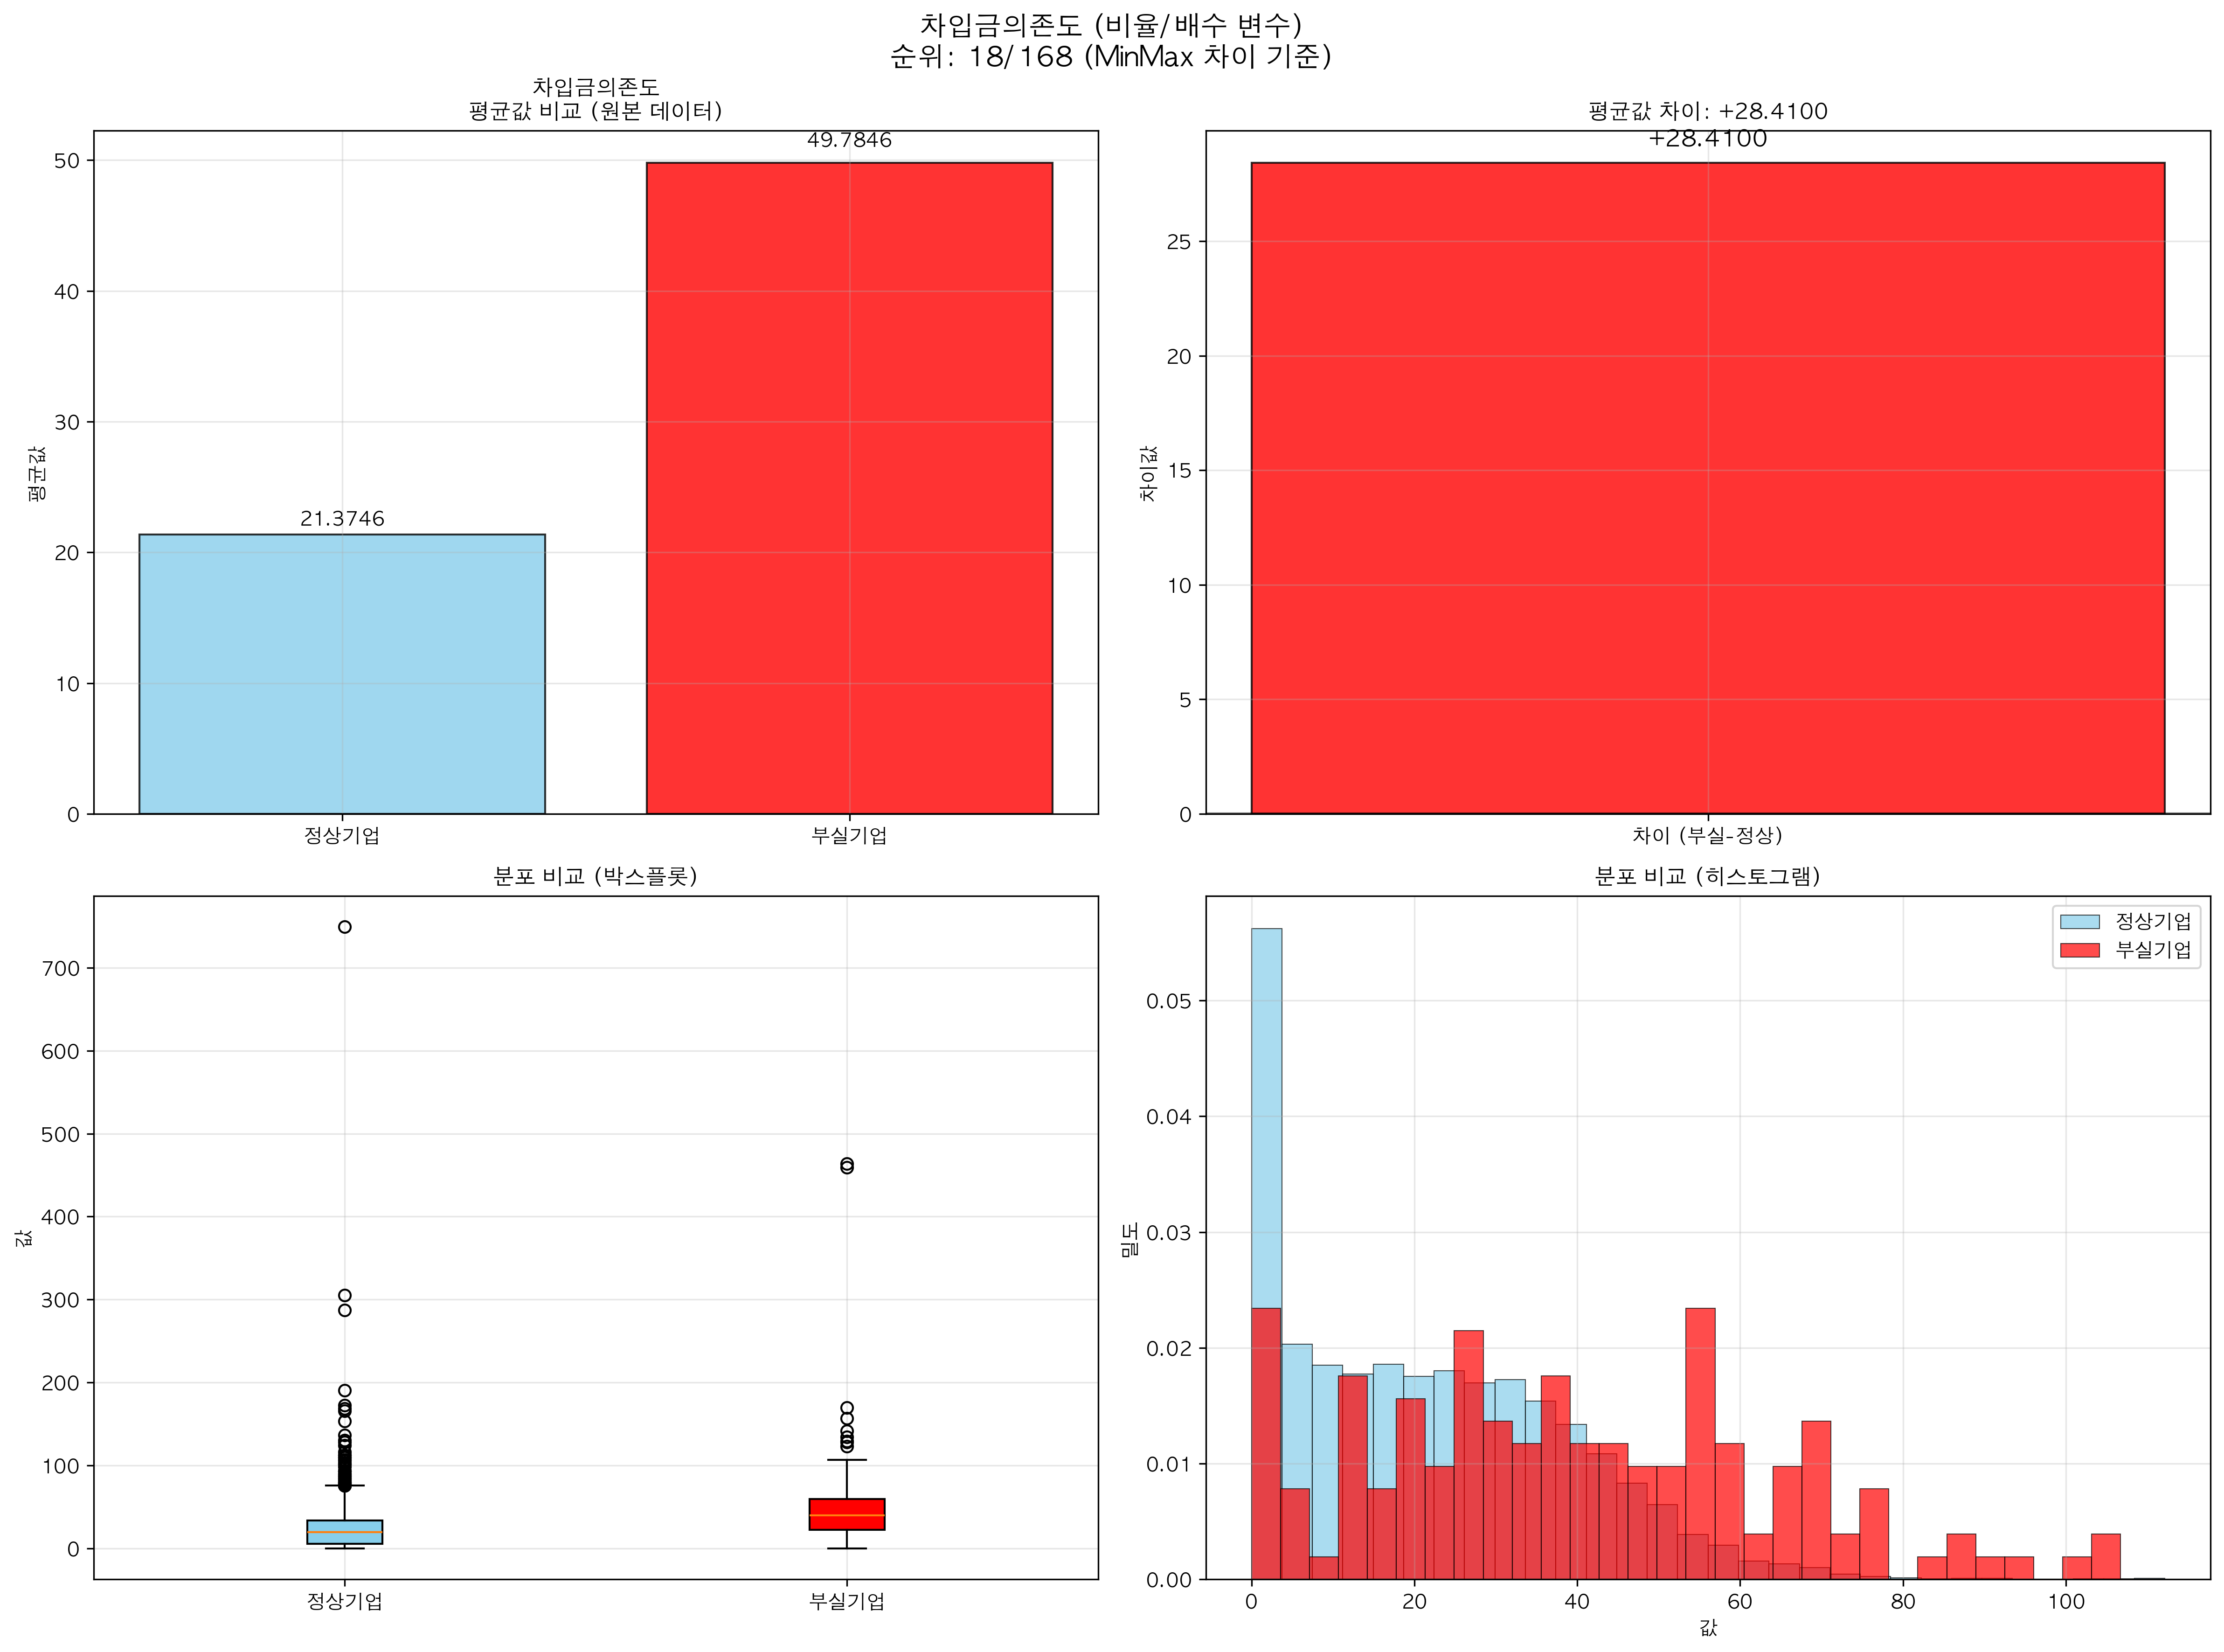 차입금의존도 (비율/배수 변수)
순위: 18/168 (MinMax 차이 기준)
차입금의존도
평균값 비교 (원본 데이터)
49.7846
21.3746
평균값
50
40
30
20
10
0
정상기업
부실기업
평균값 차이: +28.4100
+28.4100
차이값
25
20
15
10
5
0
차이 (부실-정상)
분포 비교 (박스플롯)
값
700
600
500
400
300
200
100
0
정상기업
부실기업
분포 비교 (히스토그램)
정상기업
부실기업
밀도
0.05
0.04
0.03
0.02
0.01
0.00
0
20
40
60
80
100
값